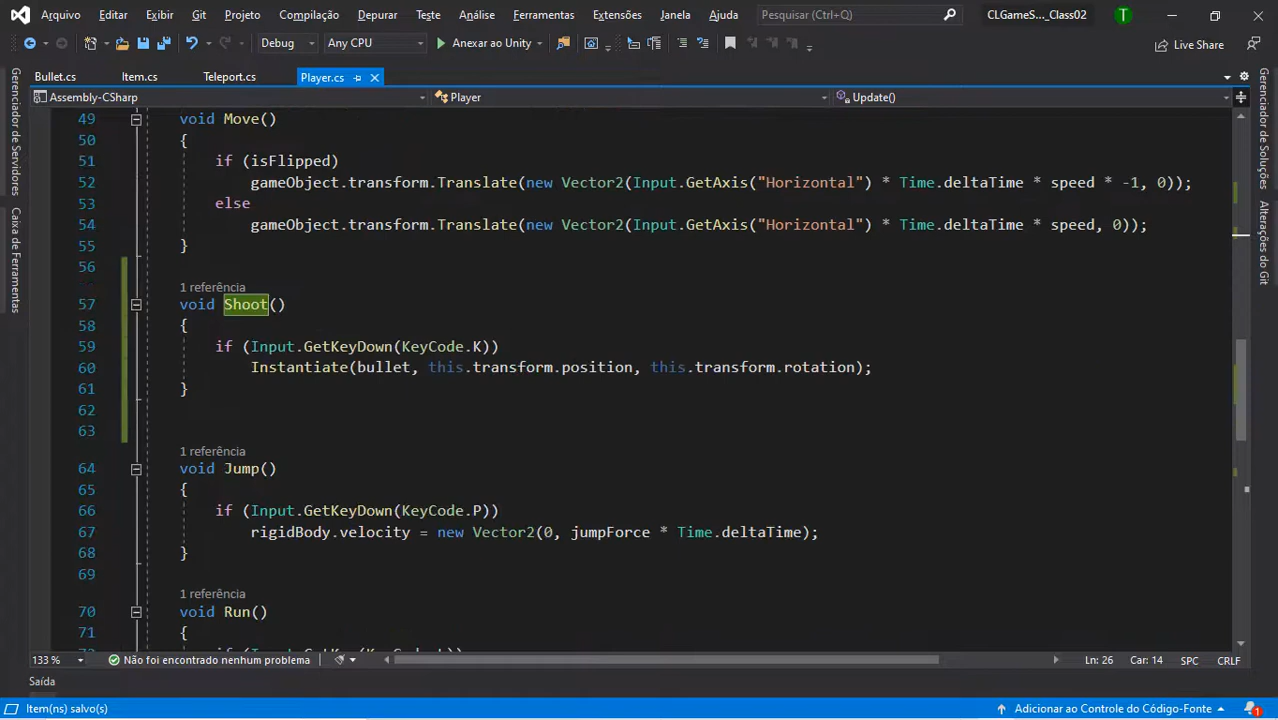 Arquivo Editar Exibir Git Projeto Compilação Depurar Teste Análise Ferramentas Extensões Janela Ajuda Pesquisar (Ctrl+Q) CLGameS..._Class02 T
Debug Any CPU Anexar ao Unity Live Share
Bullet.cs Item.cs Teleport.cs Player.cs
Assembly-CSharp Player Update()
Gerenciador de Servidores
Caixa de Ferramentas
Gerenciador de Soluções
Alterações do Git
49 void Move()
50 {
51 if (isFlipped)
52 gameObject.transform.Translate(new Vector2(Input.GetAxis("Horizontal") * Time.deltaTime * speed * -1, 0));
53 else
54 gameObject.transform.Translate(new Vector2(Input.GetAxis("Horizontal") * Time.deltaTime * speed, 0));
55 }
56
1 referência
57 void Shoot()
58 {
59 if (Input.GetKeyDown(KeyCode.K))
60 Instantiate(bullet, this.transform.position, this.transform.rotation);
61 }
62
63
1 referência
64 void Jump()
65 {
66 if (Input.GetKeyDown(KeyCode.P))
67 rigidBody.velocity = new Vector2(0, jumpForce * Time.deltaTime);
68 }
69
1 referência
70 void Run()
71 {
133 % Não foi encontrado nenhum problema Ln: 26 Car: 14 SPC CRLF
Saída
Item(ns) salvo(s) Adicionar ao Controle do Código-Fonte 1